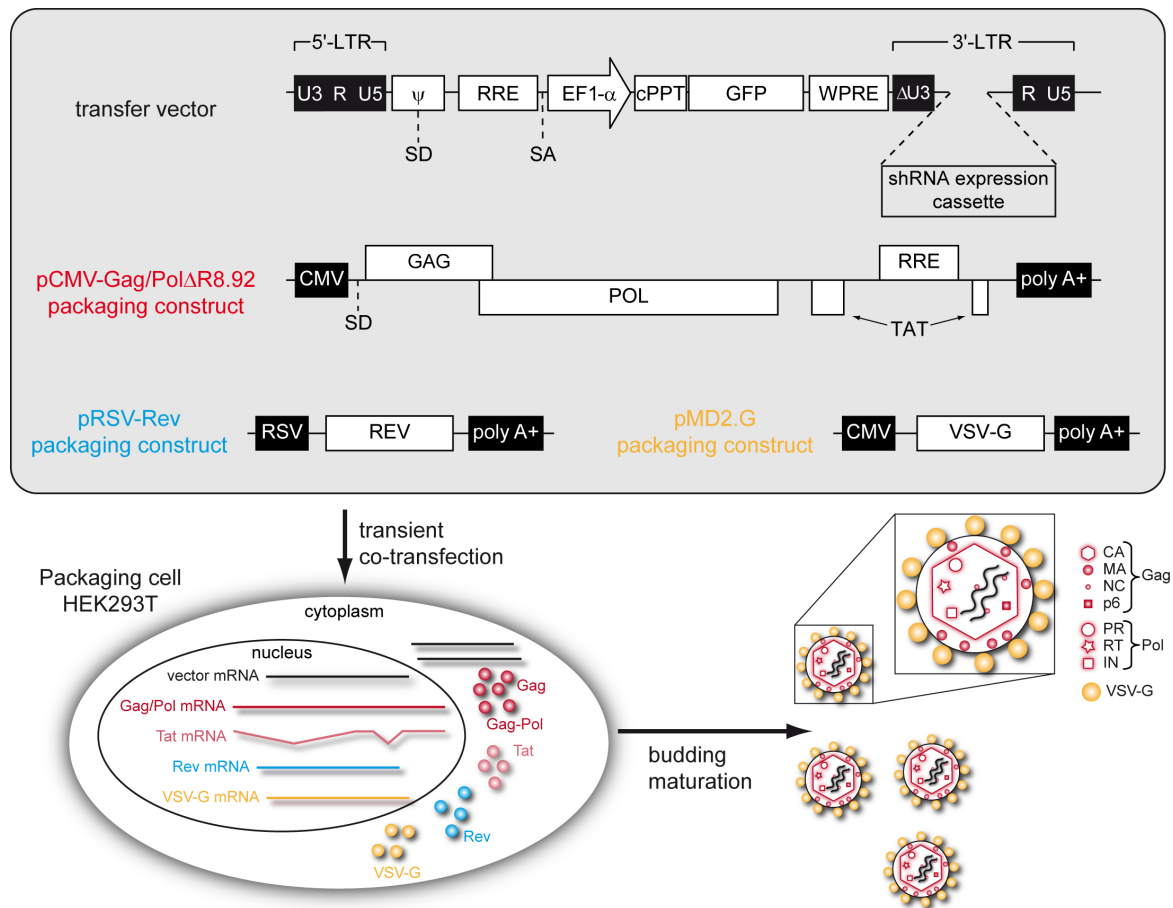 5'-LTR
3'-LTR
transfer vector
U3 R U5
ψ
RRE
EF1-α
cPPT
GFP
WPRE
ΔU3
R U5
SD
SA
shRNA expression
cassette
pCMV-Gag/PolΔR8.92
packaging construct
CMV
GAG
RRE
poly A+
POL
SD
TAT
pRSV-Rev
packaging construct
RSV
REV
poly A+
pMD2.G
packaging construct
CMV
VSV-G
poly A+
transient
co-transfection
Packaging cell
HEK293T
cytoplasm
nucleus
vector mRNA
Gag/Pol mRNA
Tat mRNA
Rev mRNA
VSV-G mRNA
Gag
Gag-Pol
Tat
Rev
VSV-G
budding
maturation
CA
MA
NC
p6
Gag
PR
RT
IN
Pol
VSV-G